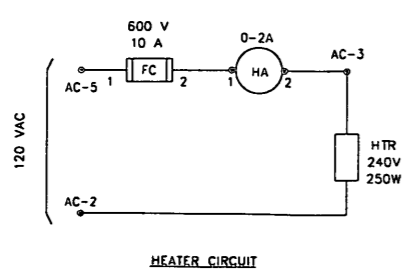 600 V
10 A
0-2A
AC-3
FC
HA
AC-5
1
2
1
2
120 VAC
HTR
240V
250W
AC-2
HEATER CIRCUIT